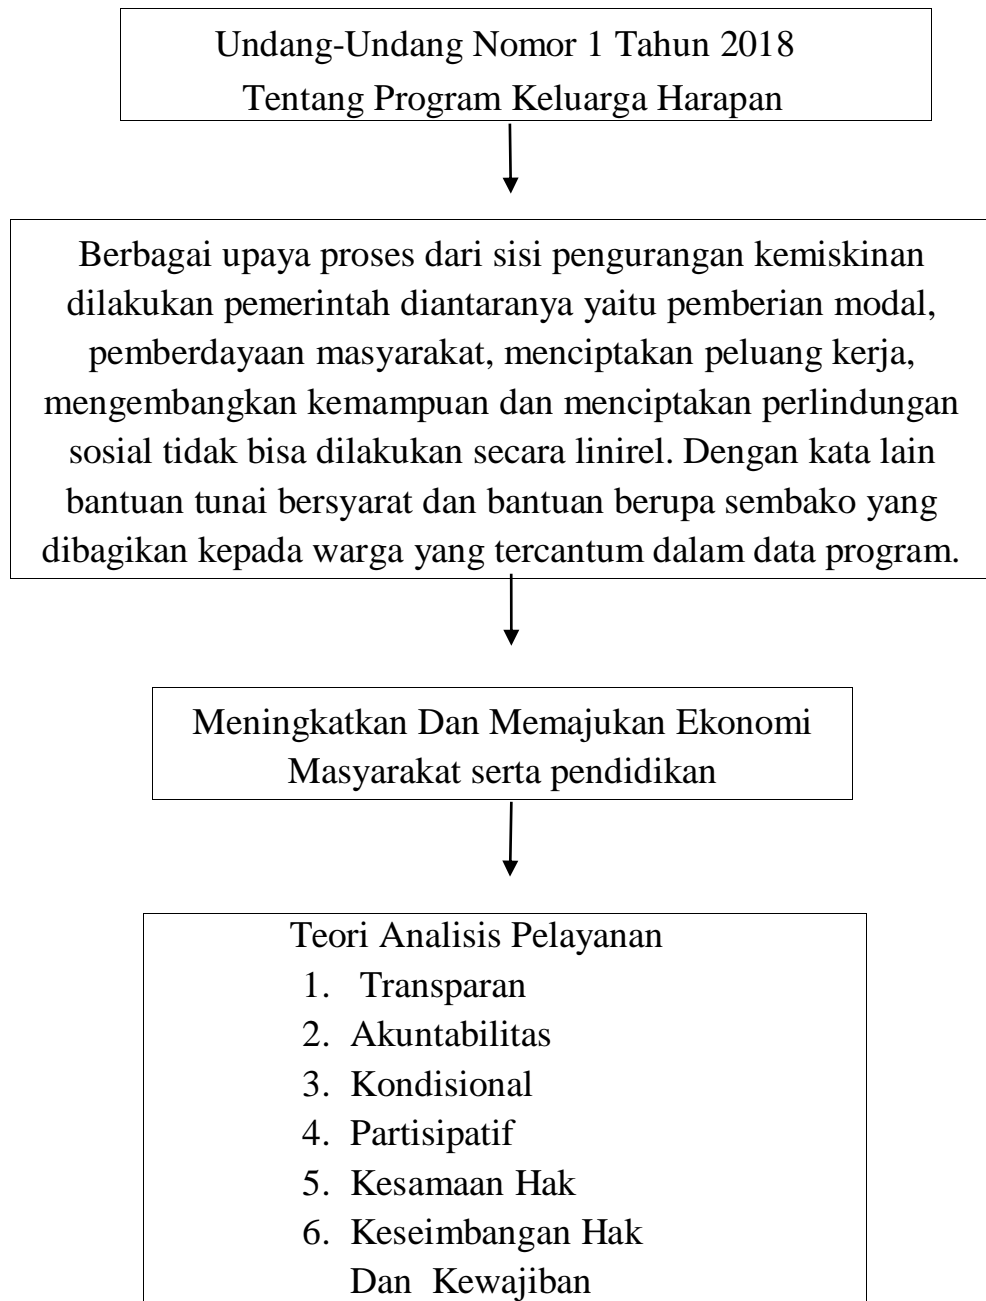 Undang-Undang Nomor 1 Tahun 2018
Tentang Program Keluarga Harapan
Berbagai upaya proses dari sisi pengurangan kemiskinan
dilakukan pemerintah diantaranya yaitu pemberian modal,
pemberdayaan masyarakat, menciptakan peluang kerja,
mengembangkan kemampuan dan menciptakan perlindungan
sosial tidak bisa dilakukan secara linirel. Dengan kata lain
bantuan tunai bersyarat dan bantuan berupa sembako yang
dibagikan kepada warga yang tercantum dalam data program.
Meningkatkan Dan Memajukan Ekonomi
Masyarakat serta pendidikan
Teori Analisis Pelayanan
1. Transparan
2. Akuntabilitas
3. Kondisional
4. Partisipatif
5. Kesamaan Hak
6. Keseimbangan Hak
Dan Kewajiban